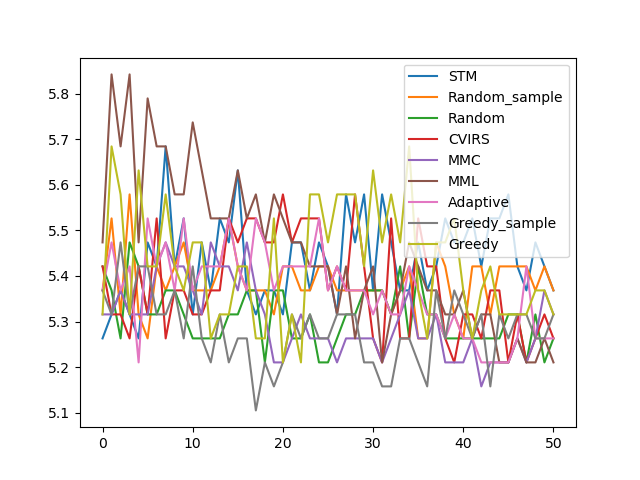 STM
Random_sample
Random
CVIRS
MMC
MML
Adaptive
Greedy_sample
Greedy
5.8
5.7
5.6
5.5
5.4
5.3
5.2
5.1
0 10 20 30 40 50